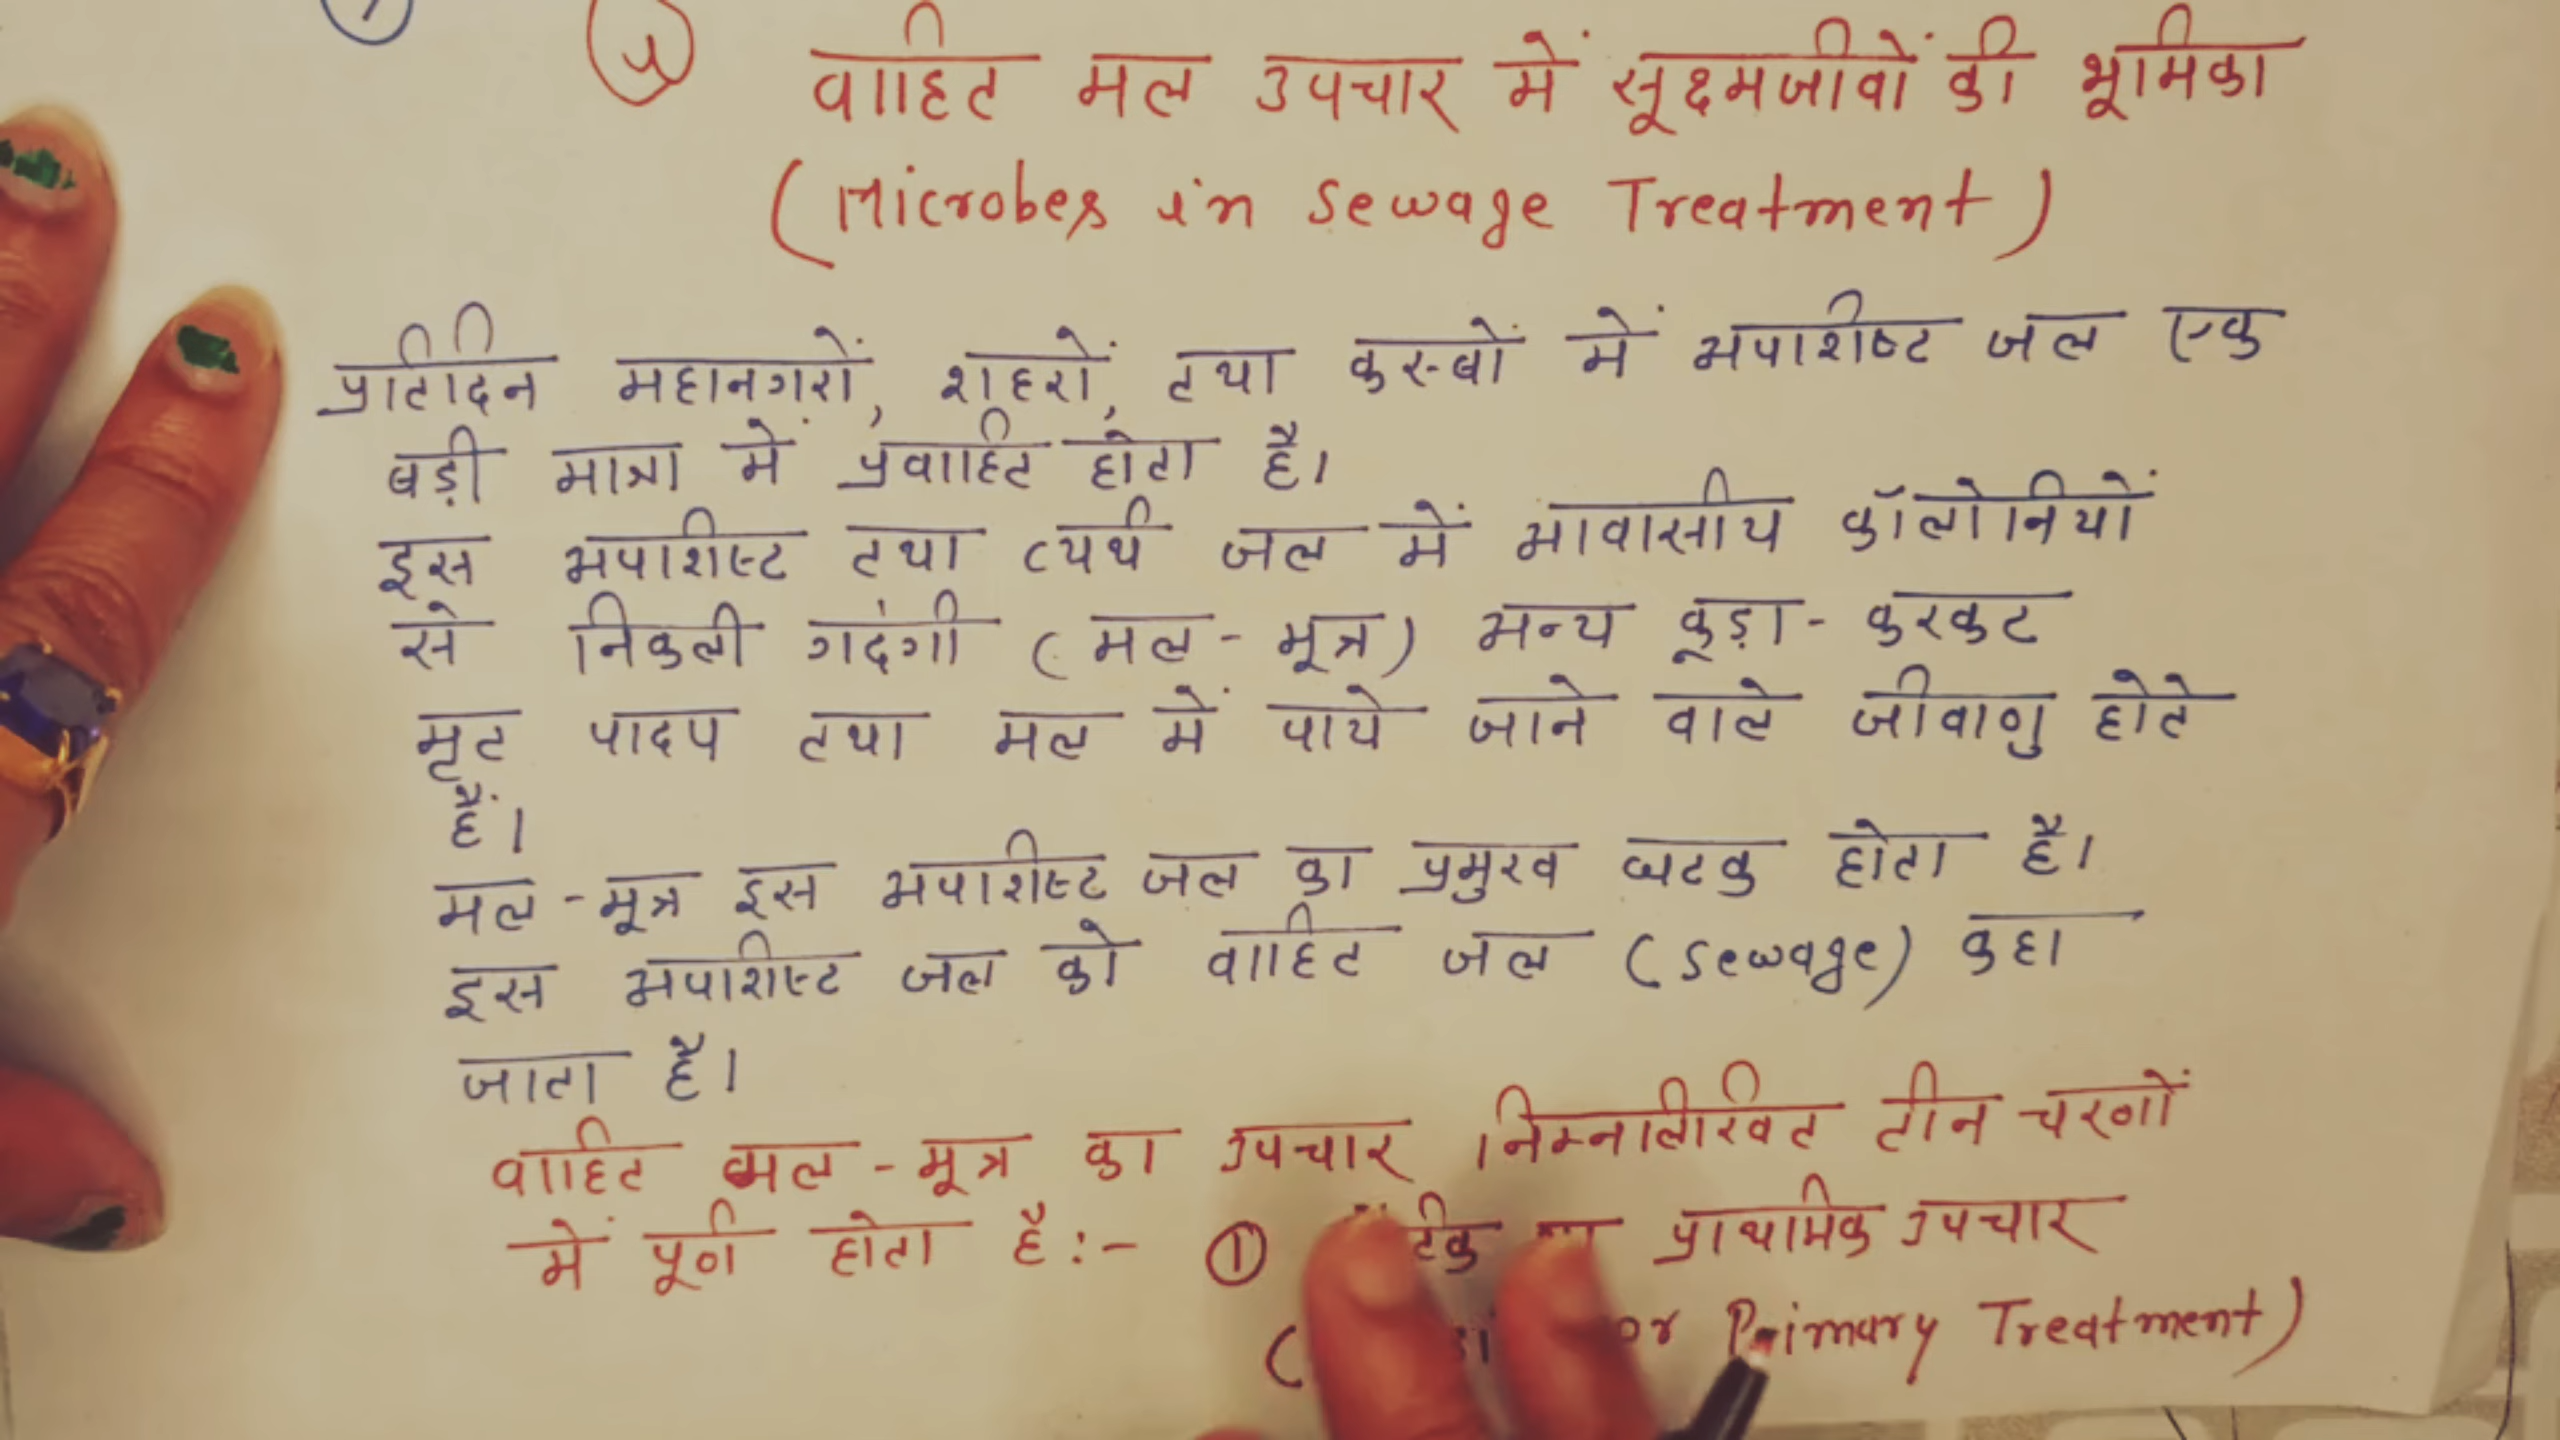 वाहित मल उपचार में सूक्ष्मजीवों की भूमिका
(Microbes in Sewage Treatment)
प्रतिदिन महानगरों, शहरों, तथा कस्बों में अपशिष्ट जल एक
बड़ी मात्रा में प्रवाहित होता है।
इस अपशिष्ट तथा व्यर्थ जल में आवासीय कॉलोनियों
से निकली गदंगी (मल - मूत्र) अन्य कूड़ा - करकट
मृत पादप तथा मल में पाये जाने वाले जीवाणु होते
हैं।
मल - मूत्र इस अपशिष्ट जल का प्रमुख घटक होता है।
इस अपशिष्ट जल को वाहित जल (Sewage) कहा
जाता है।
वाहित मल - मूत्र का उपचार निम्नलिखित तीन चरणों
में पूर्ण होता है :- ① प्राथमिक उपचार
( or Primary Treatment)